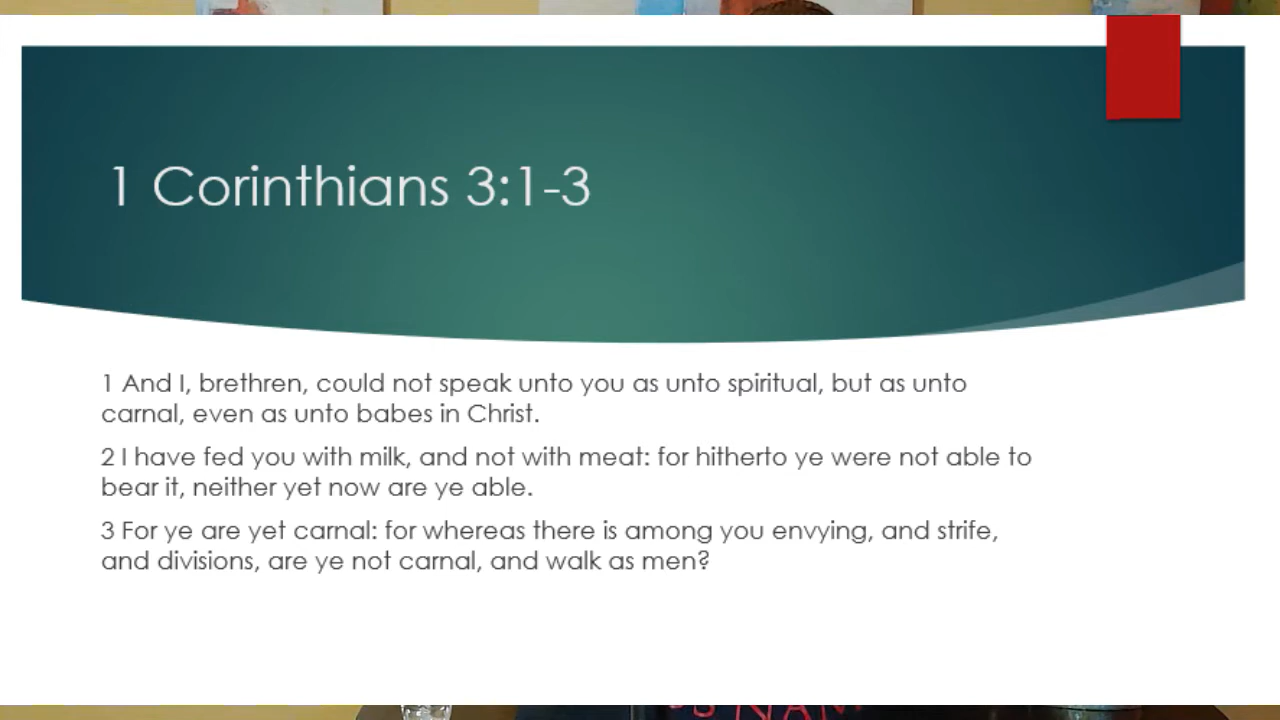 1 Corinthians 3:1-3
1 And I, brethren, could not speak unto you as unto spiritual, but as unto
carnal, even as unto babes in Christ.
2 I have fed you with milk, and not with meat: for hitherto ye were not able to
bear it, neither yet now are ye able.
3 For ye are yet carnal: for whereas there is among you envying, and strife,
and divisions, are ye not carnal, and walk as men?